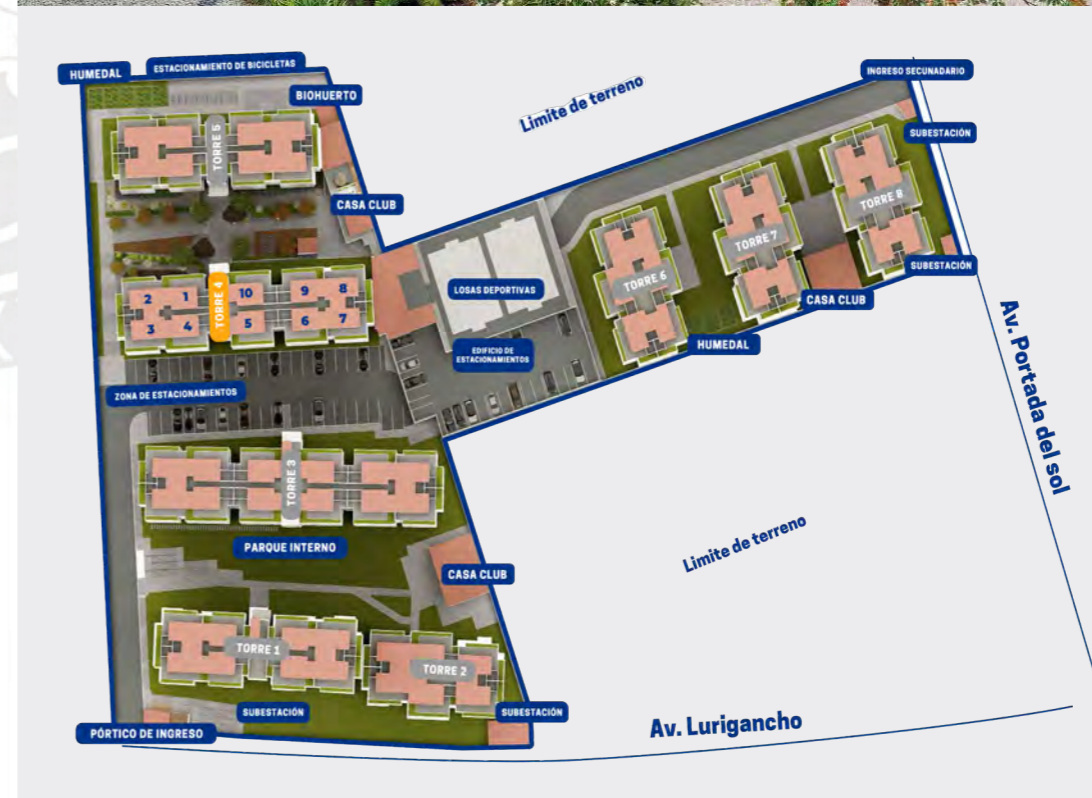 HUMEDAL
ESTACIONAMIENTO DE BICICLETAS
BIOHUERTO
TORRE 5
CASA CLUB
Limite de terreno
INGRESO SECUNADARIO
SUBESTACIÓN
TORRE 8
TORRE 7
TORRE 6
SUBESTACIÓN
CASA CLUB
HUMEDAL
LOSAS DEPORTIVAS
EDIFICIO DE
ESTACIONAMIENTOS
2 1 10 9 8
TORRE 4
3 4 5 6 7
ZONA DE ESTACIONAMIENTOS
Av. Portada del sol
TORRE 3
PARQUE INTERNO
Limite de terreno
CASA CLUB
TORRE 1
TORRE 2
SUBESTACIÓN
SUBESTACIÓN
PÓRTICO DE INGRESO
Av. Lurigancho